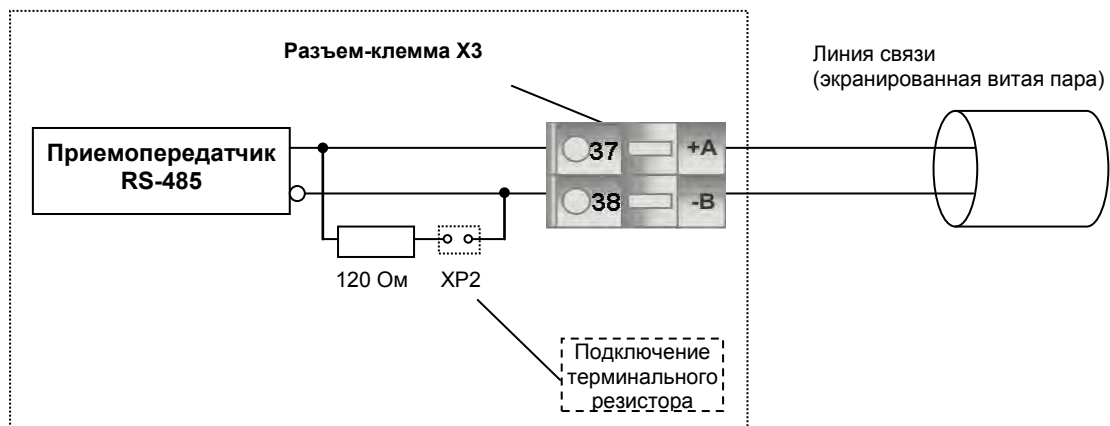 Разъем-клемма X3
Линия связи
(экранированная витая пара)
Приемопередатчик
RS-485
37 +A
38 -B
120 Ом
XP2
Подключение
терминального
резистора